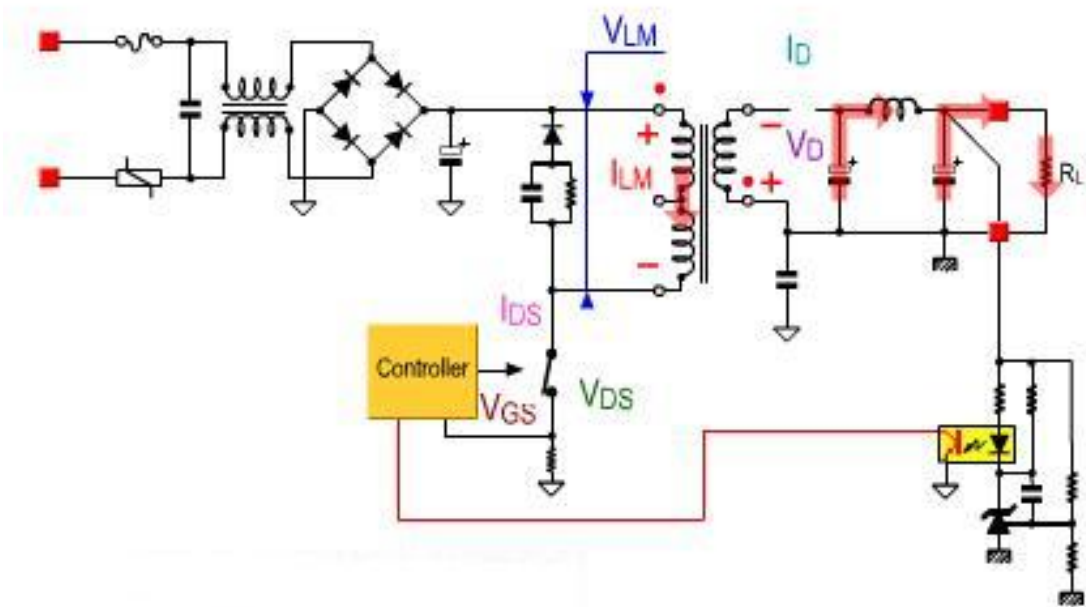 VLM
ID
+
−
VD
+
+
+
ILM
RL
+
−
IDS
Controller
VGS
VDS